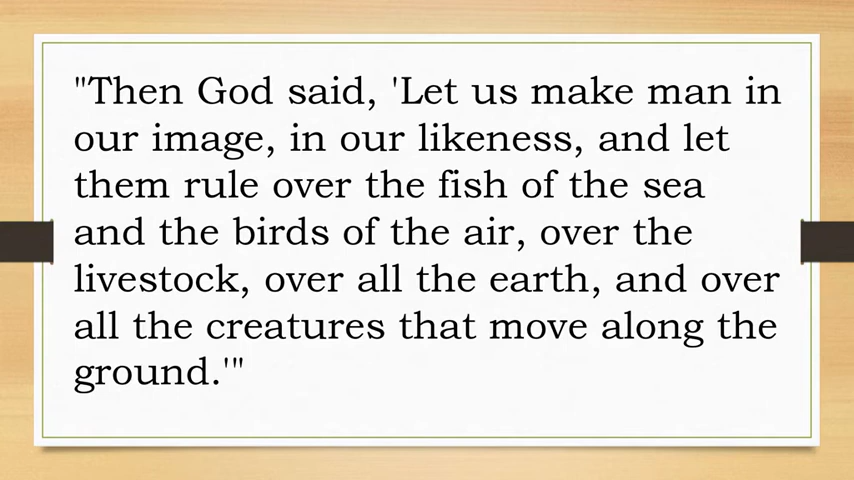 "Then God said, 'Let us make man in
our image, in our likeness, and let
them rule over the fish of the sea
and the birds of the air, over the
livestock, over all the earth, and over
all the creatures that move along the
ground.'"